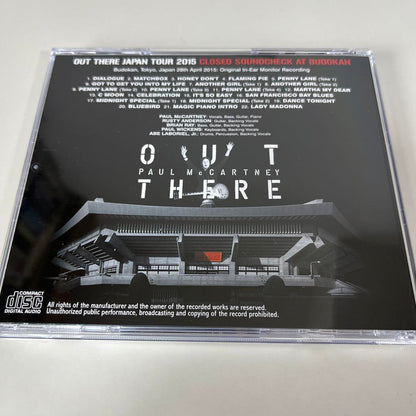 OUT THERE JAPAN TOUR 2015 CLOSED SOUNDCHECK AT BUDOKAN
Budokan, Tokyo, Japan 28th April 2015: Original In-Ear Monitor Recording
1. DIALOGUE 2. MATCHBOX 3. HONEY DON'T 4. FLAMING PIE 5. PENNY LANE (Take 1)
6. GOT TO GET YOU INTO MY LIFE 7. ANOTHER GIRL (Take 1) 8. ANOTHER GIRL (Take 2)
9. PENNY LANE (Take 2) 10. PENNY LANE (Take 3) 11. PENNY LANE (Take 4) 12. MARTHA MY DEAR
13. C MOON 14. CELEBRATION 15. IT'S SO EASY 16. SAN FRANCISCO BAY BLUES
17. MIDNIGHT SPECIAL (Take 1) 18. MIDNIGHT SPECIAL (Take 2) 19. DANCE TONIGHT
20. BLUEBIRD 21. MAGIC PIANO INTRO 22. LADY MADONNA
PAUL McCARTNEY: Vocals, Bass, Guitar, Piano
RUSTY ANDERSON: Guitar, Backing Vocals
BRIAN RAY: Bass, Guitar, Backing Vocals
PAUL WICKENS: Keyboards, Backing Vocals
ABE LABORIEL, Jr.: Drums, Percussion, Backing Vocals
OUT
PAUL McCARTNEY
THERE
COMPACT
disc
DIGITAL AUDIO
All rights of the manufacturer and the owner of the recorded works are reserved.
Unauthorized public performance, broadcasting and copying of the record prohibited.